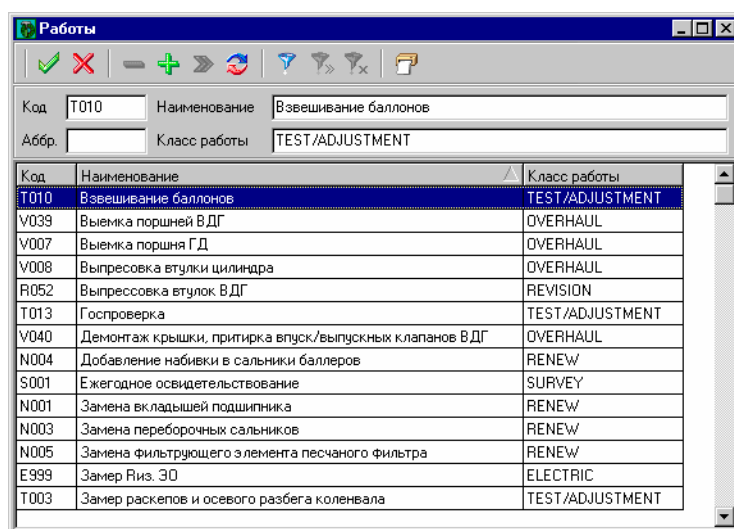 Работы
Код T010 Наименование Взвешивание баллонов
Аббр. Класс работы TEST/ADJUSTMENT
Код Наименование Класс работы
T010 Взвешивание баллонов TEST/ADJUSTMENT
V039 Выемка поршней ВДГ OVERHAUL
V007 Выемка поршня ГД OVERHAUL
V008 Выпресовка втулки цилиндра OVERHAUL
R052 Выпрессовка втулок ВДГ REVISION
T013 Госпроверка TEST/ADJUSTMENT
V040 Демонтаж крышки, притирка впуск/выпускных клапанов ВДГ OVERHAUL
N004 Добавление набивки в сальники баллеров RENEW
S001 Ежегодное освидетельствование SURVEY
N001 Замена вкладышей подшипника RENEW
N003 Замена переборочных сальников RENEW
N005 Замена фильтрующего элемента песчаного фильтра RENEW
E999 Замер Rиз. ЭО ELECTRIC
T003 Замер раскепов и осевого разбега коленвала TEST/ADJUSTMENT